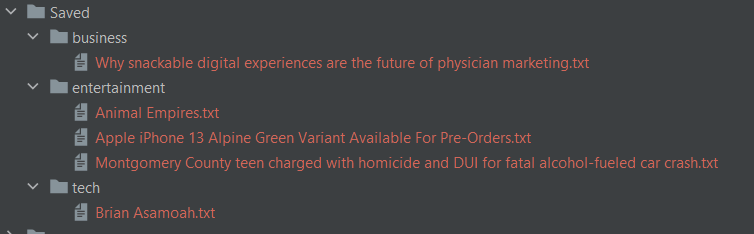 Saved
business
Why snackable digital experiences are the future of physician marketing.txt
entertainment
Animal Empires.txt
Apple iPhone 13 Alpine Green Variant Available For Pre-Orders.txt
Montgomery County teen charged with homicide and DUI for fatal alcohol-fueled car crash.txt
tech
Brian Asamoah.txt